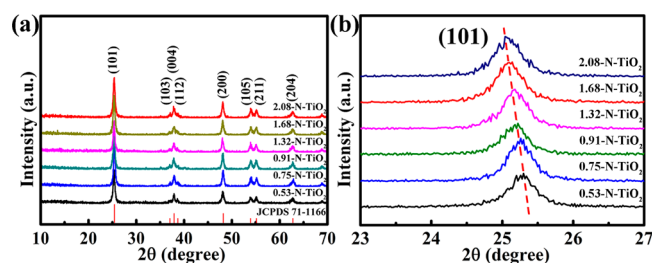 (a)
(101)
(103)
(004)
(112)
(200)
(105)
(211)
(204)
2.08-N-TiO2
1.68-N-TiO2
1.32-N-TiO2
0.91-N-TiO2
0.75-N-TiO2
0.53-N-TiO2
JCPDS 71-1166
Intensity (a.u.)
10 20 30 40 50 60 70
2θ (degree)
(b)
(101)
2.08-N-TiO2
1.68-N-TiO2
1.32-N-TiO2
0.91-N-TiO2
0.75-N-TiO2
0.53-N-TiO2
Intensity (a.u.)
23 24 25 26 27
2θ (degree)